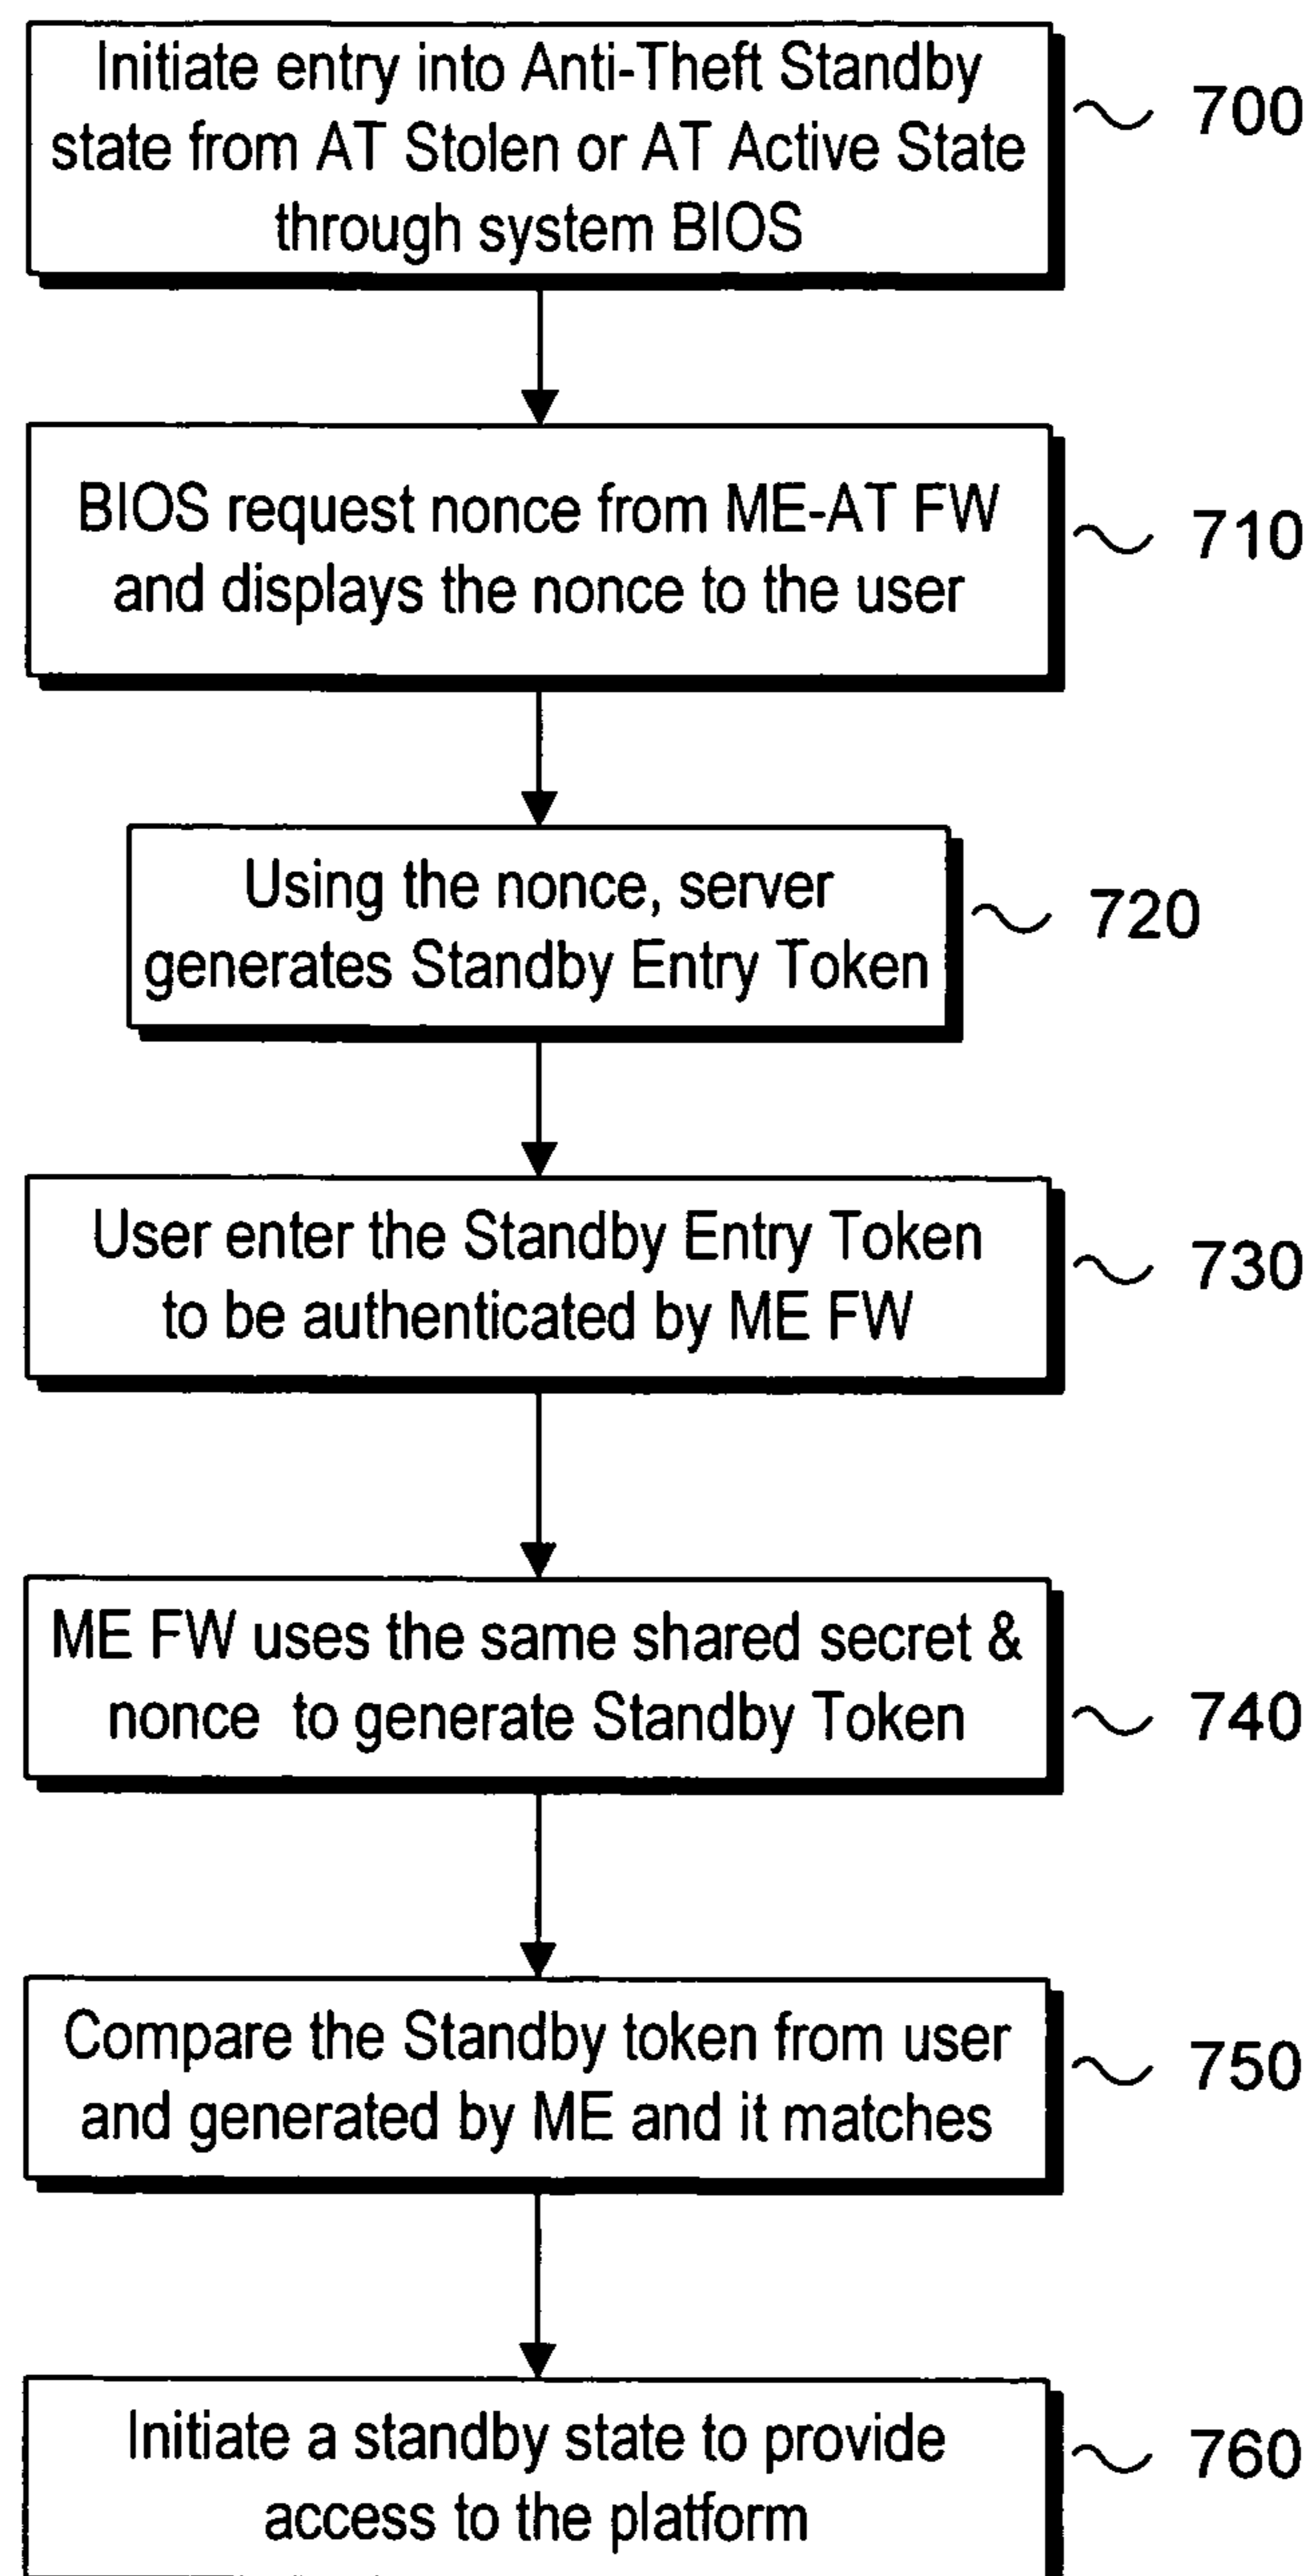 Initiate entry into Anti-Theft Standby
state from AT Stolen or AT Active State
through system BIOS
700
BIOS request nonce from ME-AT FW
and displays the nonce to the user
710
Using the nonce, server
generates Standby Entry Token
720
User enter the Standby Entry Token
to be authenticated by ME FW
730
ME FW uses the same shared secret &
nonce to generate Standby Token
740
Compare the Standby token from user
and generated by ME and it matches
750
Initiate a standby state to provide
access to the platform
760